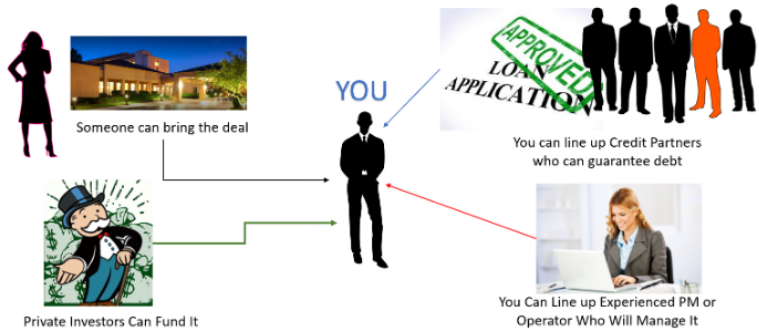 YOU
Someone can bring the deal
APPROVED!
LOAN
APPLICATION
You can line up Credit Partners
who can guarantee debt
Private Investors Can Fund It
You Can Line up Experienced PM or
Operator Who Will Manage It